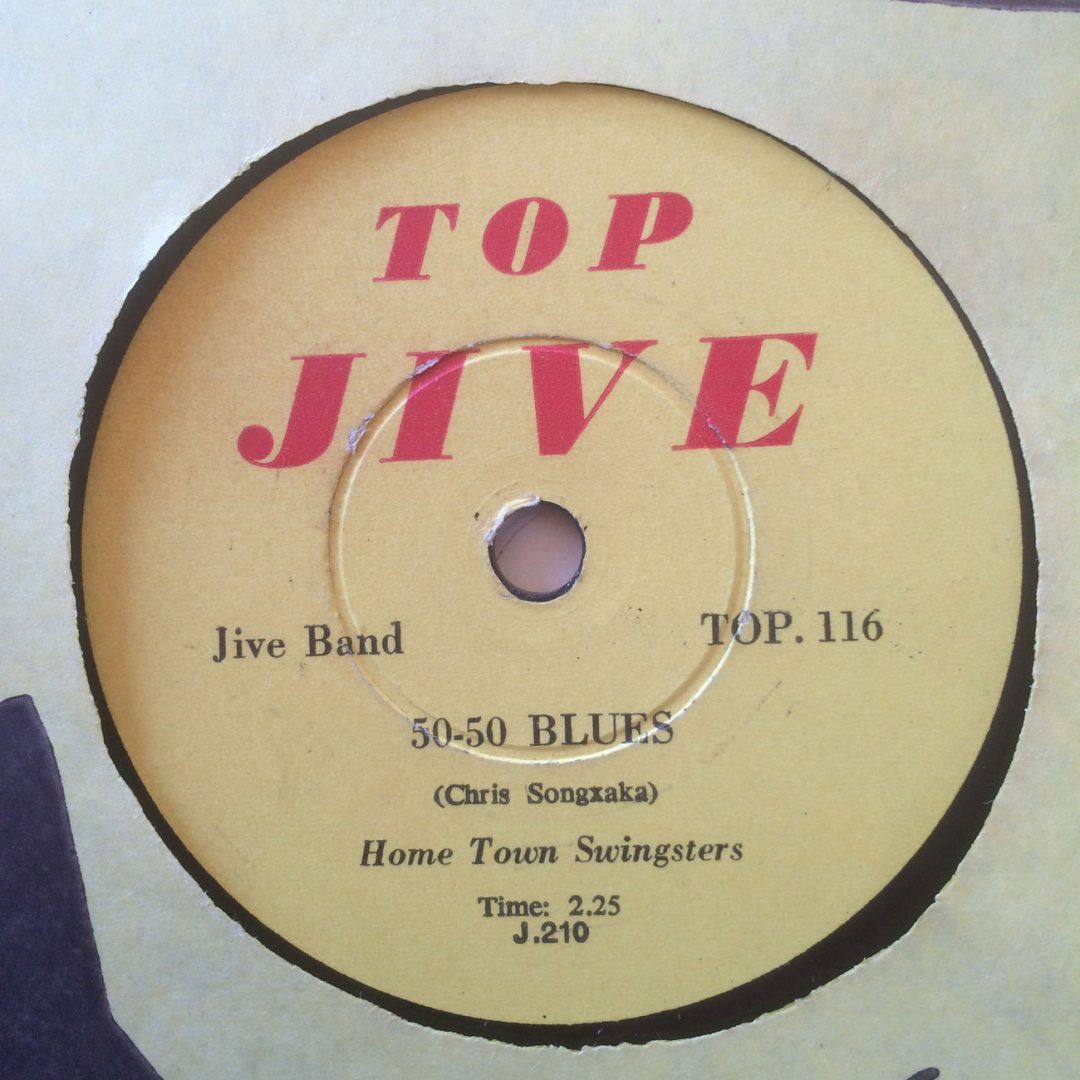 TOP
JIVE
Jive Band TOP. 116
50-50 BLUES
(Chris Songxaka)
Home Town Swingsters
Time: 2.25
J.210